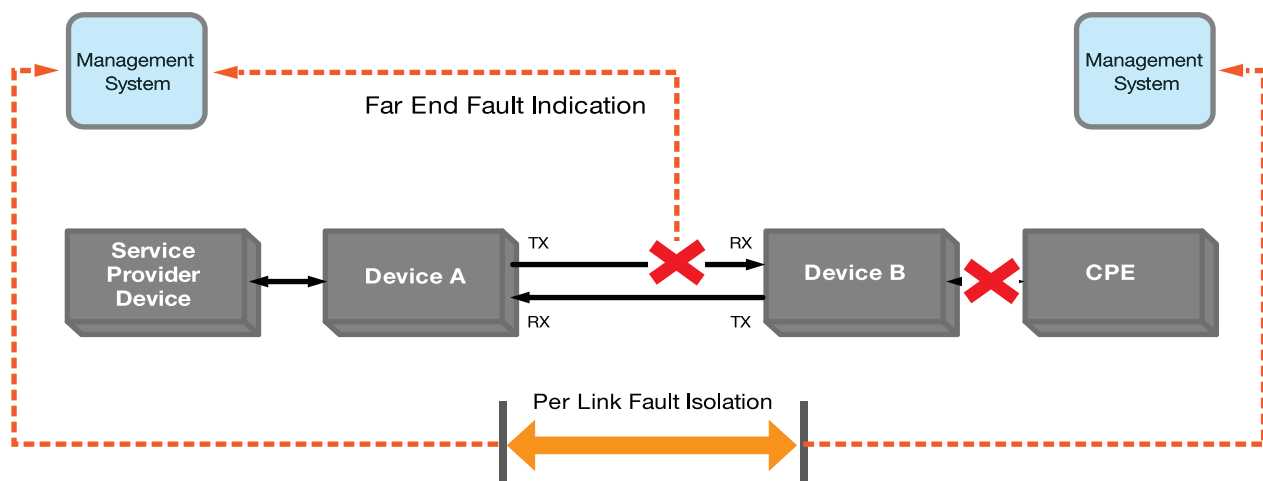 Management
System
Management
System
Far End Fault Indication
Service
Provider
Device
Device A
TX
RX
RX
TX
Device B
CPE
Per Link Fault Isolation